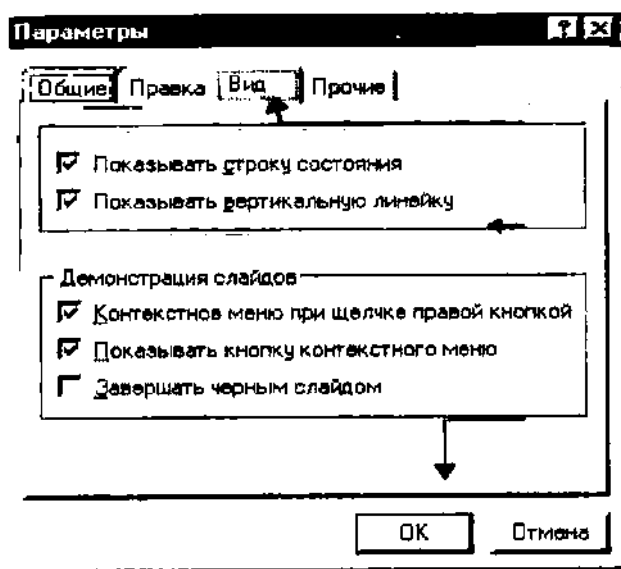 Параметры
Общие Правка Вид Прочие
Показывать строку состояния
Показывать вертикальную линейку
Демонстрация слайдов
Контекстное меню при щелчке правой кнопкой
Показывать кнопку контекстного меню
Завершать черным слайдом
OK Отмена